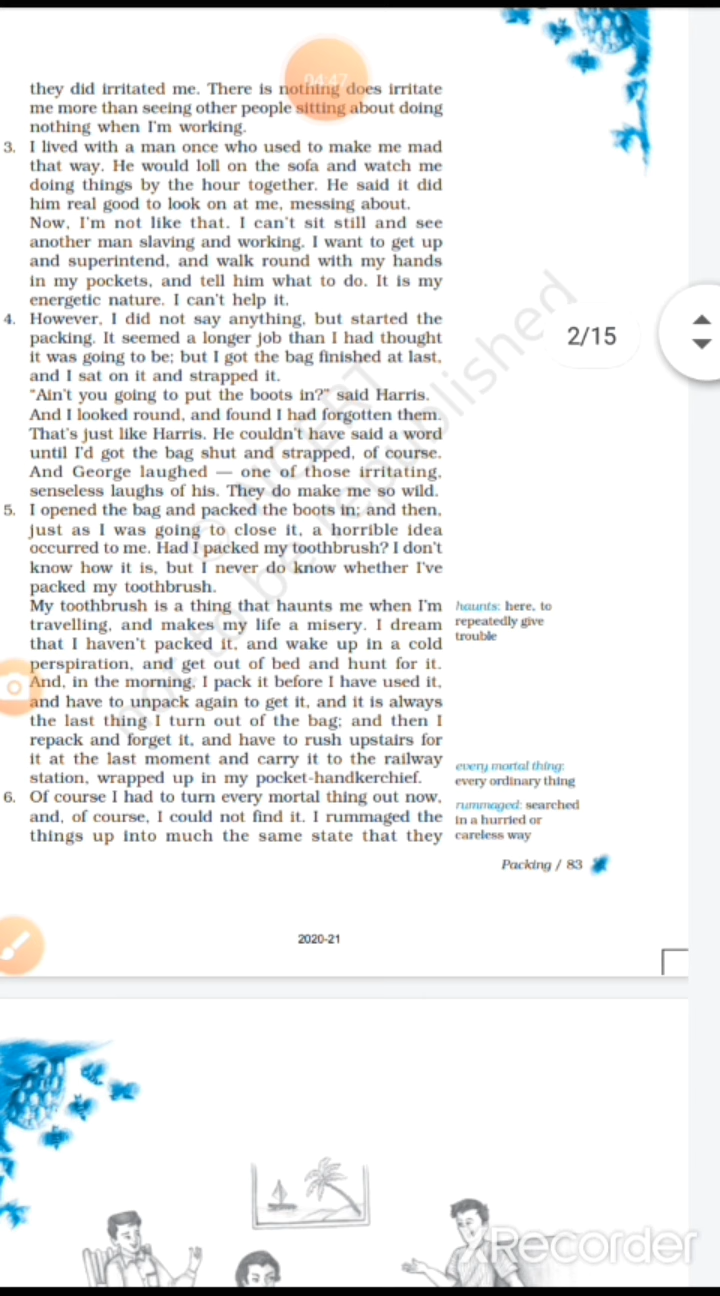 04:47
they did irritated me. There is nothing does irritate
me more than seeing other people sitting about doing
nothing when I'm working.
3. I lived with a man once who used to make me mad
that way. He would loll on the sofa and watch me
doing things by the hour together. He said it did
him real good to look on at me, messing about.
Now, I'm not like that. I can't sit still and see
another man slaving and working. I want to get up
and superintend, and walk round with my hands
in my pockets, and tell him what to do. It is my
energetic nature. I can't help it.
4. However, I did not say anything, but started the
packing. It seemed a longer job than I had thought
it was going to be; but I got the bag finished at last,
and I sat on it and strapped it.
"Ain't you going to put the boots in?" said Harris.
And I looked round, and found I had forgotten them.
That's just like Harris. He couldn't have said a word
until I'd got the bag shut and strapped, of course.
And George laughed — one of those irritating,
senseless laughs of his. They do make me so wild.
5. I opened the bag and packed the boots in; and then,
just as I was going to close it, a horrible idea
occurred to me. Had I packed my toothbrush? I don't
know how it is, but I never do know whether I've
packed my toothbrush.
My toothbrush is a thing that haunts me when I'm
travelling, and makes my life a misery. I dream
that I haven't packed it, and wake up in a cold
perspiration, and get out of bed and hunt for it.
And, in the morning, I pack it before I have used it,
and have to unpack again to get it, and it is always
the last thing I turn out of the bag; and then I
repack and forget it, and have to rush upstairs for
it at the last moment and carry it to the railway
station, wrapped up in my pocket-handkerchief.
6. Of course I had to turn every mortal thing out now,
and, of course, I could not find it. I rummaged the
things up into much the same state that they
haunts: here, to
repeatedly give
trouble
every mortal thing:
every ordinary thing
rummaged: searched
in a hurried or
careless way
Packing / 83
2020-21
2/15
© NCERT
not to be republished
XRecorder